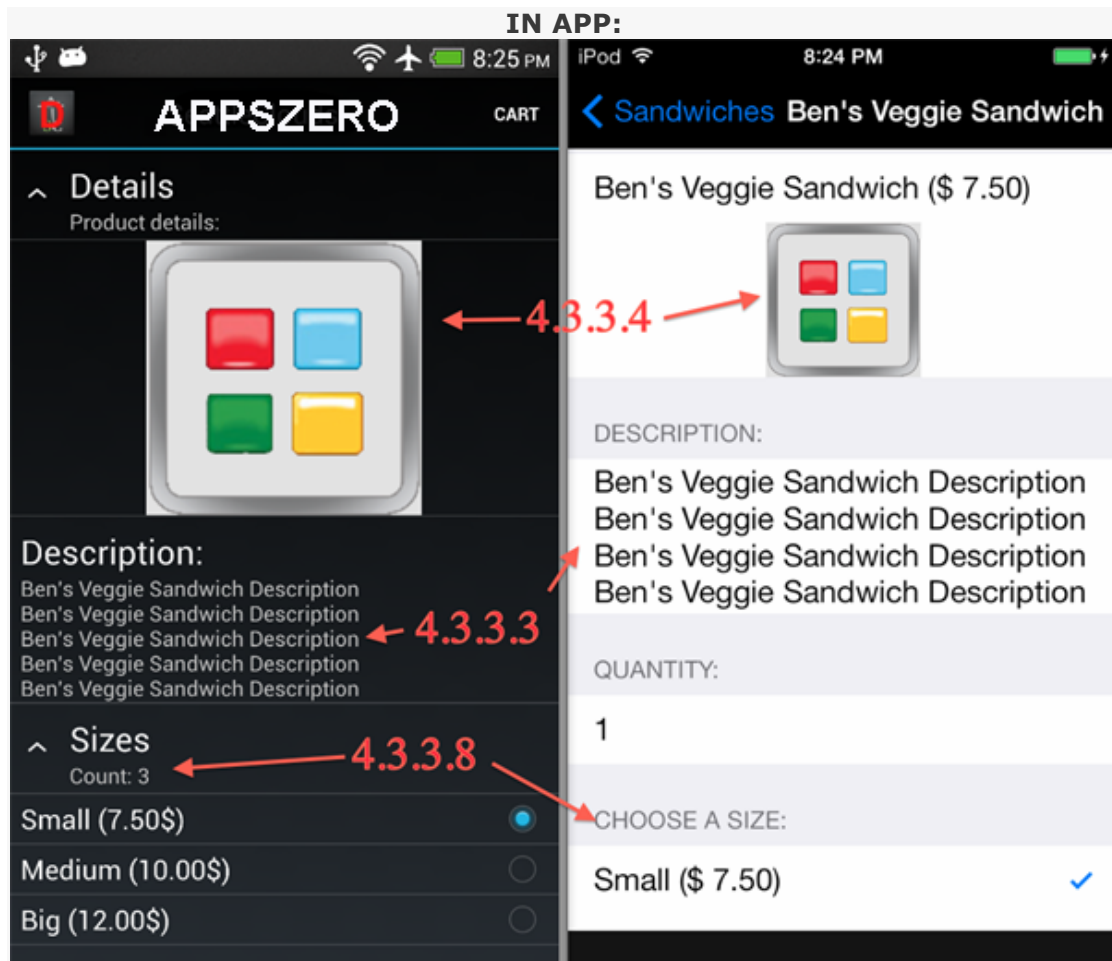 IN APP:
8:25 PM
APPSZERO
CART
Details
Product details:
Description:
Ben's Veggie Sandwich Description
Ben's Veggie Sandwich Description
Ben's Veggie Sandwich Description
Ben's Veggie Sandwich Description
Ben's Veggie Sandwich Description
Sizes
Count: 3
Small (7.50$)
Medium (10.00$)
Big (12.00$)
4.3.3.4
4.3.3.3
4.3.3.8
iPod 8:24 PM
Sandwiches Ben's Veggie Sandwich
Ben's Veggie Sandwich ($ 7.50)
DESCRIPTION:
Ben's Veggie Sandwich Description
Ben's Veggie Sandwich Description
Ben's Veggie Sandwich Description
Ben's Veggie Sandwich Description
QUANTITY:
1
CHOOSE A SIZE:
Small ($ 7.50)